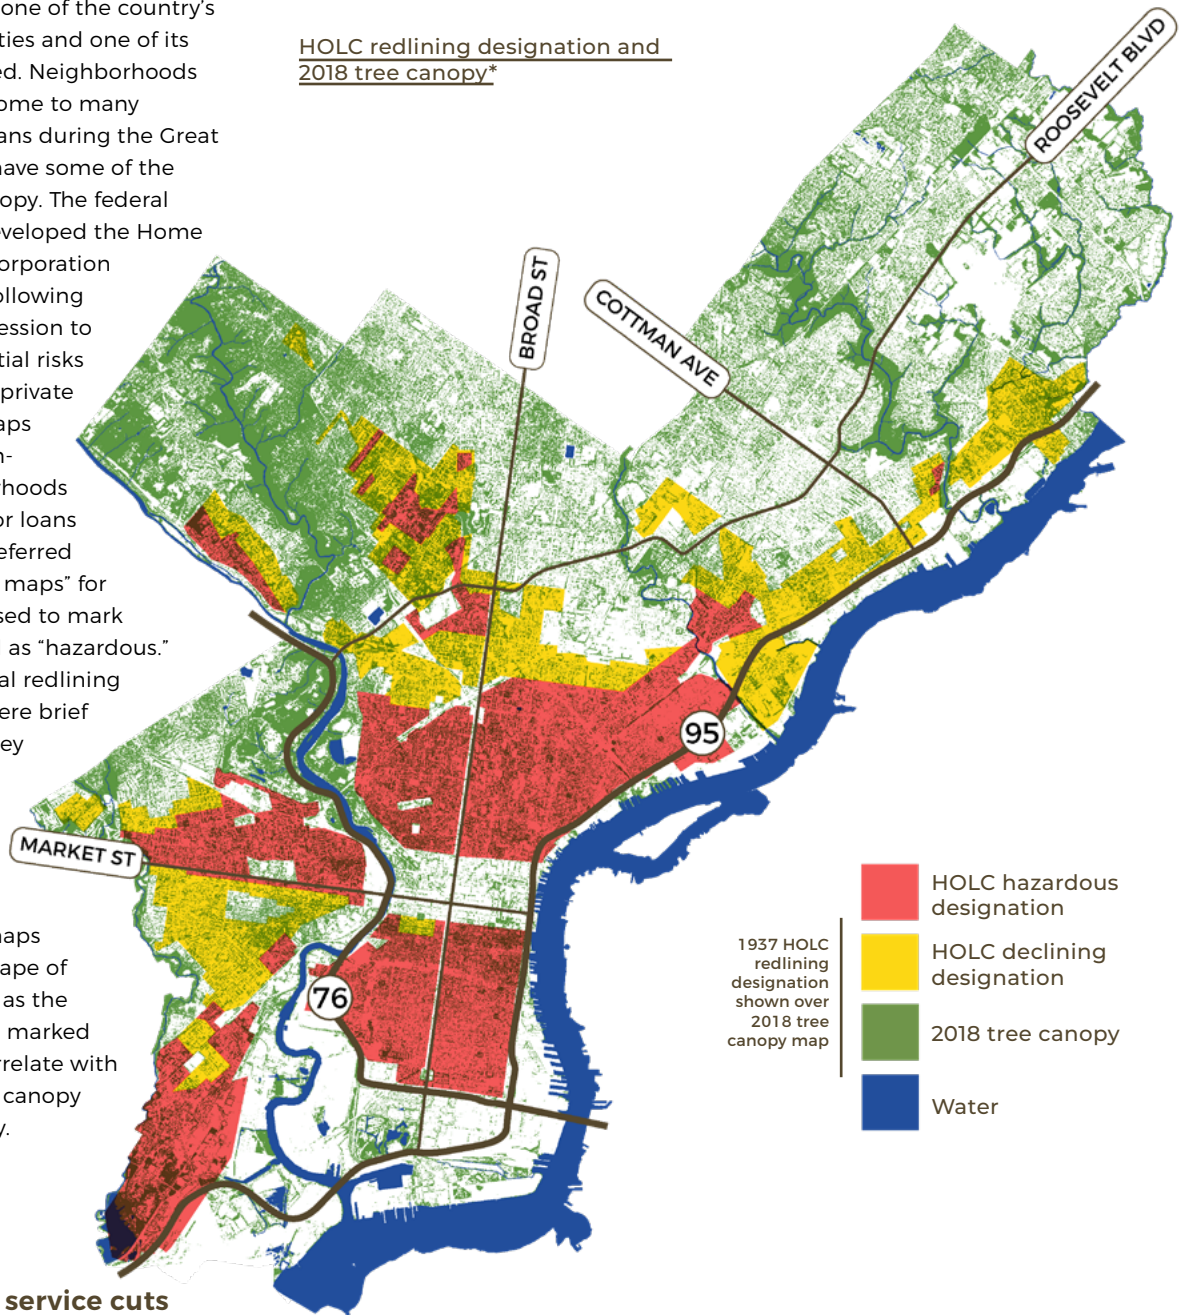 one of the country's
ties and one of its
ed. Neighborhoods
ome to many
ans during the Great
have some of the
opy. The federal
eveloped the Home
orporation
ollowing
ession to
tial risks
private
aps
n-
rhoods
or loans
eferred
maps” for
sed to mark
l as “hazardous.”
al redlining
ere brief
ey
naps
ape of
as the
marked
rrelate with
canopy
y.
service cuts
HOLC redlining designation and
2018 tree canopy*
ROOSEVELT BLVD
BROAD ST
COTTMAN AVE
95
MARKET ST
76
1937 HOLC
redlining
designation
shown over
2018 tree
canopy map
HOLC hazardous
designation
HOLC declining
designation
2018 tree canopy
Water